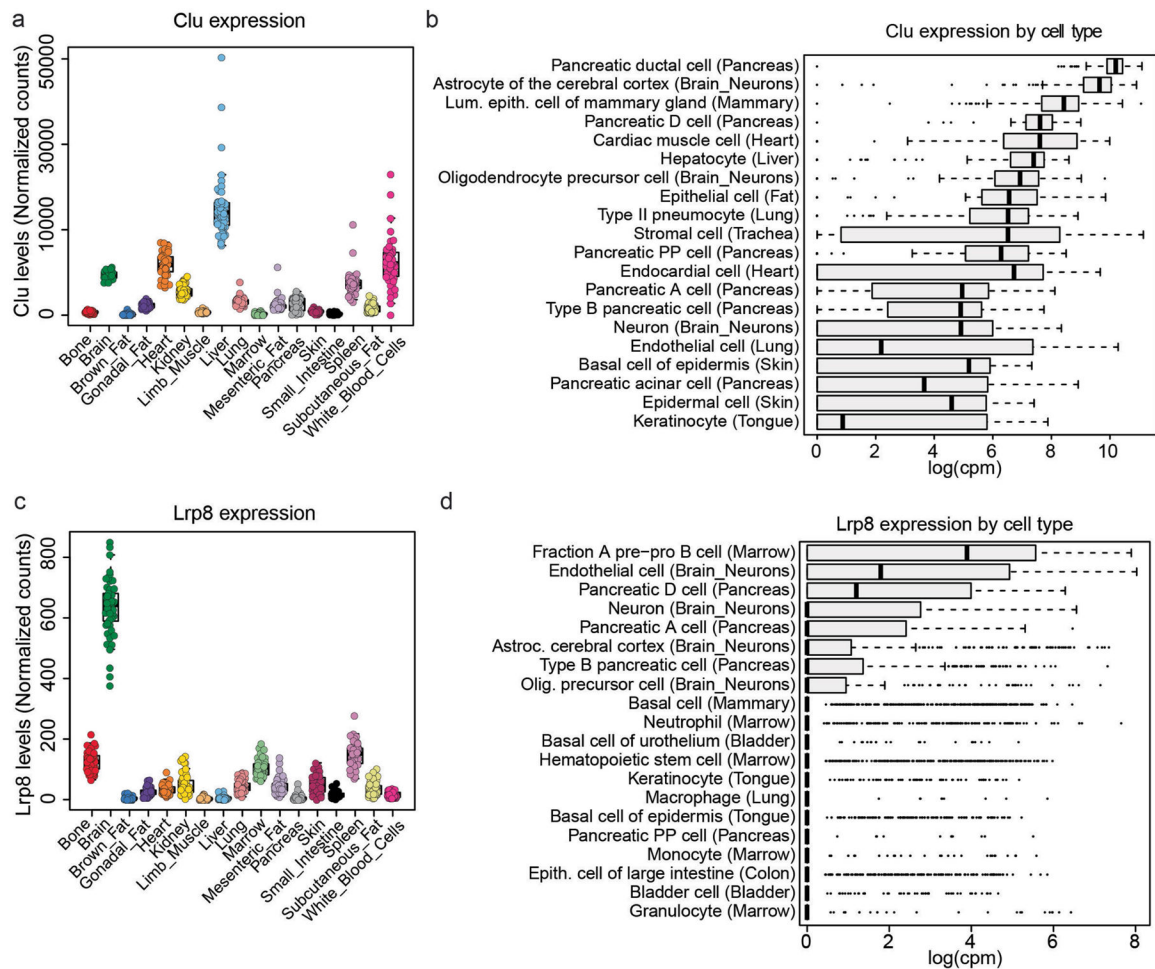 a
Clu expression
Clu levels (Normalized counts)
50000
30000
10000
0
Bone
Brain
Brown_Fat
Gonadal_Fat
Heart
Kidney
Limb_Muscle
Liver
Lung
Marrow
Mesenteric_Fat
Pancreas
Skin
Small_Intestine
Spleen
Subcutaneous_Fat
White_Blood_Cells
b
Clu expression by cell type
Pancreatic ductal cell (Pancreas)
Astrocyte of the cerebral cortex (Brain_Neurons)
Lum. epith. cell of mammary gland (Mammary)
Pancreatic D cell (Pancreas)
Cardiac muscle cell (Heart)
Hepatocyte (Liver)
Oligodendrocyte precursor cell (Brain_Neurons)
Epithelial cell (Fat)
Type II pneumocyte (Lung)
Stromal cell (Trachea)
Pancreatic PP cell (Pancreas)
Endocardial cell (Heart)
Pancreatic A cell (Pancreas)
Type B pancreatic cell (Pancreas)
Neuron (Brain_Neurons)
Endothelial cell (Lung)
Basal cell of epidermis (Skin)
Pancreatic acinar cell (Pancreas)
Epidermal cell (Skin)
Keratinocyte (Tongue)
0 2 4 6 8 10
log(cpm)
c
Lrp8 expression
Lrp8 levels (Normalized counts)
800
600
400
200
0
Bone
Brain
Brown_Fat
Gonadal_Fat
Heart
Kidney
Limb_Muscle
Liver
Lung
Marrow
Mesenteric_Fat
Pancreas
Skin
Small_Intestine
Spleen
Subcutaneous_Fat
White_Blood_Cells
d
Lrp8 expression by cell type
Fraction A pre−pro B cell (Marrow)
Endothelial cell (Brain_Neurons)
Pancreatic D cell (Pancreas)
Neuron (Brain_Neurons)
Pancreatic A cell (Pancreas)
Astroc. cerebral cortex (Brain_Neurons)
Type B pancreatic cell (Pancreas)
Olig. precursor cell (Brain_Neurons)
Basal cell (Mammary)
Neutrophil (Marrow)
Basal cell of urothelium (Bladder)
Hematopoietic stem cell (Marrow)
Keratinocyte (Tongue)
Macrophage (Lung)
Basal cell of epidermis (Tongue)
Pancreatic PP cell (Pancreas)
Monocyte (Marrow)
Epith. cell of large intestine (Colon)
Bladder cell (Bladder)
Granulocyte (Marrow)
0 2 4 6 8
log(cpm)